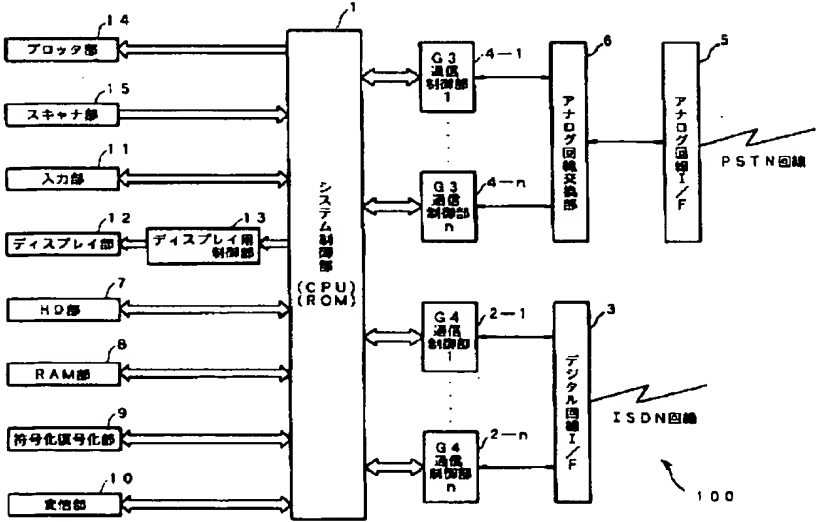 14
プロッタ部
15
スキャナ部
11
入力部
12
ディスプレイ部
13
ディスプレイ用
制御部
7
HD部
8
RAM部
9
符号化復号化部
10
変倍部
1
システム制御部
(CPU)
(ROM)
4-1
G3
通信
制御部
1
4-n
G3
通信
制御部
n
2-1
G4
通信
制御部
1
2-n
G4
通信
制御部
n
6
アナログ回線交換部
5
アナログ回線I/F
PSTN回線
3
デジタル回線I/F
ISDN回線
100